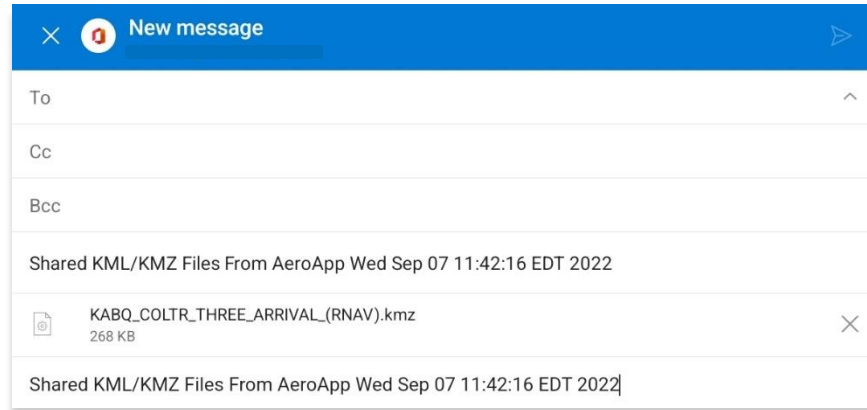 New message
To
Cc
Bcc
Shared KML/KMZ Files From AeroApp Wed Sep 07 11:42:16 EDT 2022
KABQ_COLTR_THREE_ARRIVAL_(RNAV).kmz
268 KB
Shared KML/KMZ Files From AeroApp Wed Sep 07 11:42:16 EDT 2022